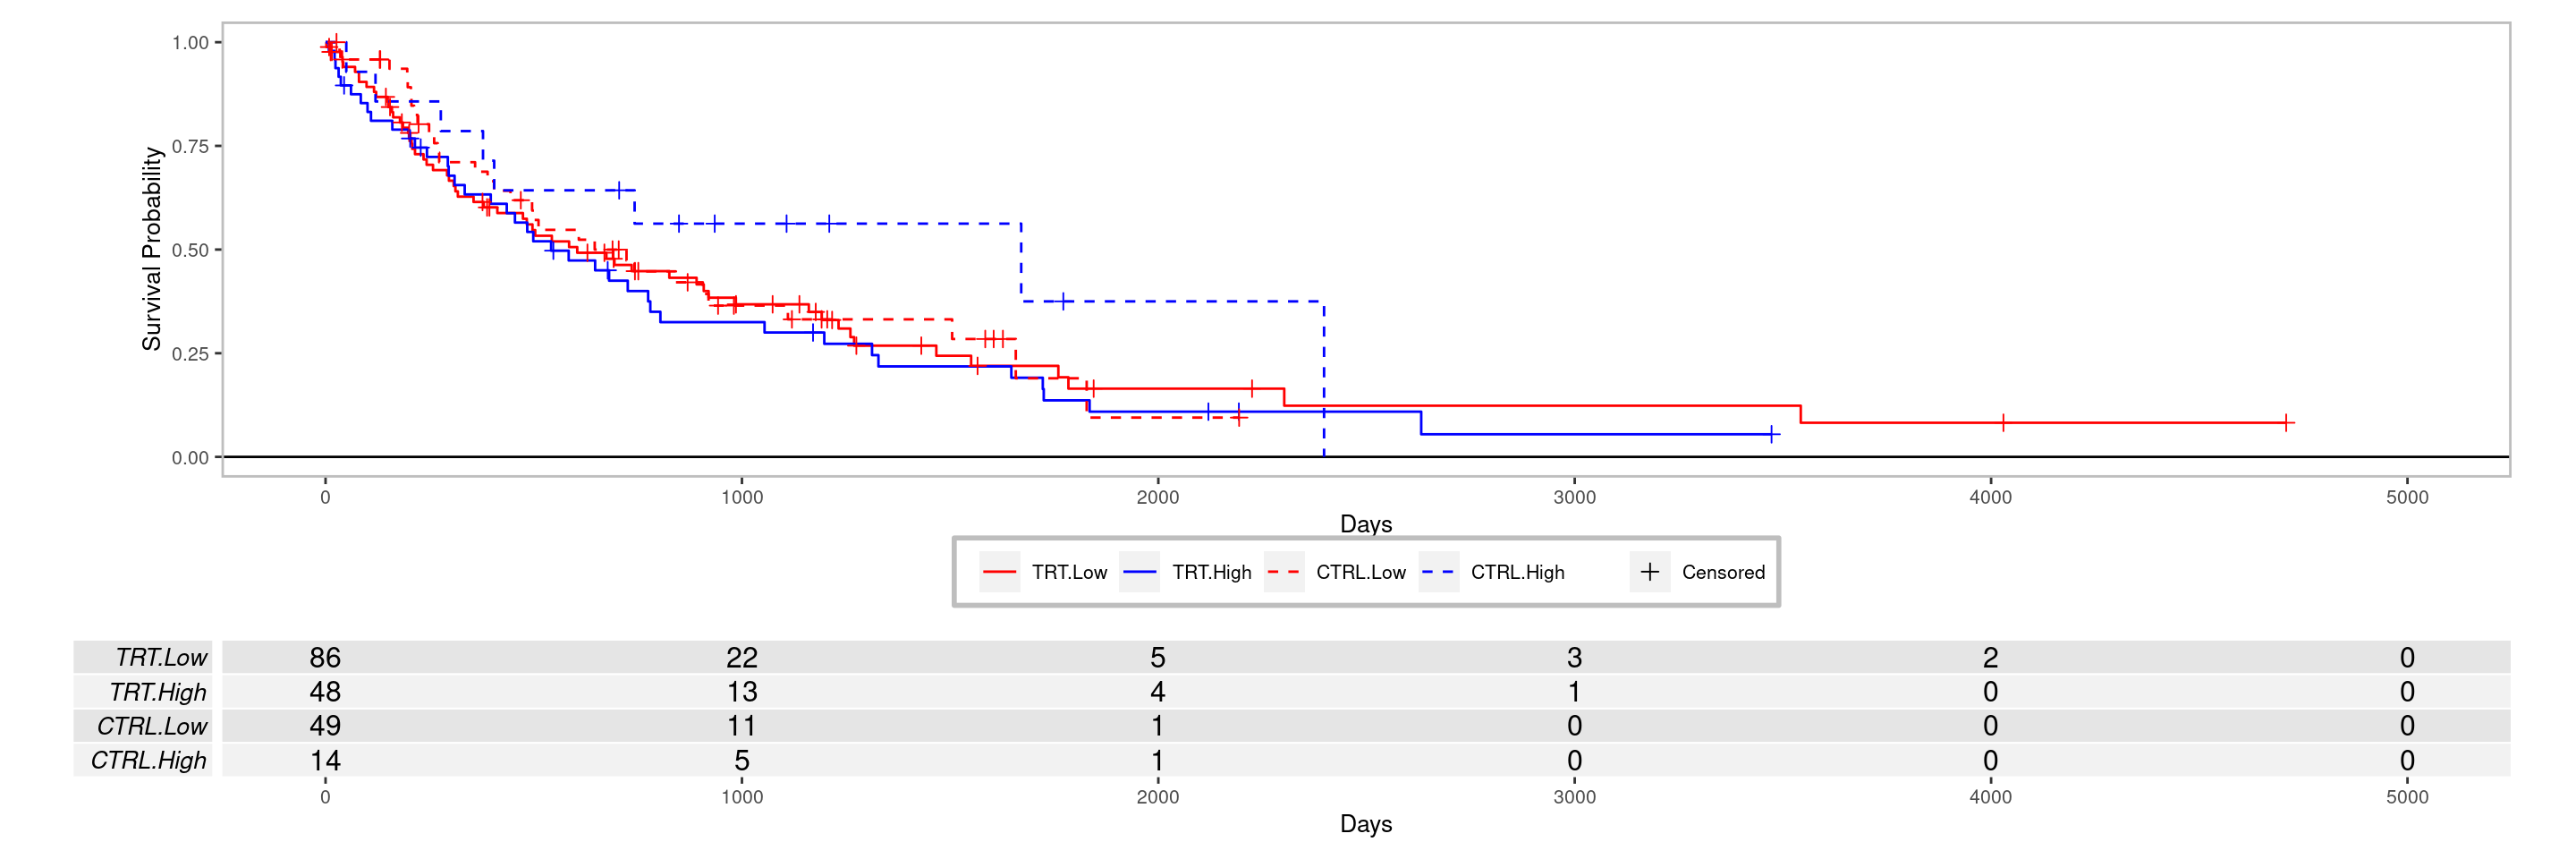 1.00
0.75
0.50
0.25
0.00
Survival Probability
0 1000 2000 3000 4000 5000
Days
TRT.Low TRT.High CTRL.Low CTRL.High Censored
TRT.Low 86 22 5 3 2 0
TRT.High 48 13 4 1 0 0
CTRL.Low 49 11 1 0 0 0
CTRL.High 14 5 1 0 0 0
0 1000 2000 3000 4000 5000
Days